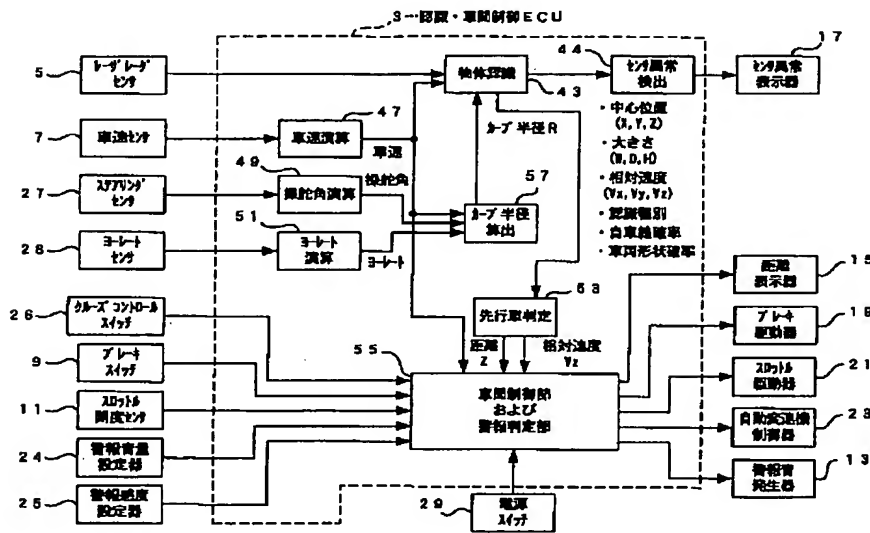 3…認識・車間制御ECU
5
レーザレーダ
センサ
物体認識
43
44
センサ異常
検出
17
センサ異常
表示器
7
車速センサ
47
車速演算
車速
カーブ半径R
・中心位置
(X,Y,Z)
・大きさ
(W,D,H)
・相対速度
(Vx,Vy,Vz)
・認識種別
・自車線確率
・車両形状確率
27
ステアリング
センサ
49
操舵角演算
操舵角
57
カーブ半径
算出
28
ヨーレート
センサ
51
ヨーレート
演算
ヨーレート
53
先行車判定
距離
Z
相対速度
Vz
26
クルーズコントロール
スイッチ
9
ブレーキ
スイッチ
11
スロットル
開度センサ
24
警報音量
設定器
25
警報感度
設定器
55
車間制御部
および
警報判定部
29
電源
スイッチ
15
距離
表示器
19
ブレーキ
駆動器
21
スロットル
駆動器
23
自動変速機
制御器
13
警報音
発生器